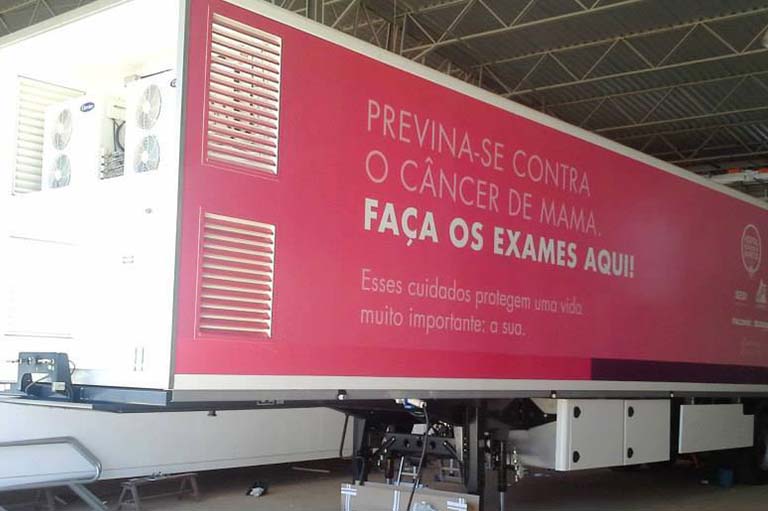 PREVINA-SE CONTRA
O CÂNCER DE MAMA.
FAÇA OS EXAMES AQUI!
Esses cuidados protegem uma vida
muito importante: a sua.